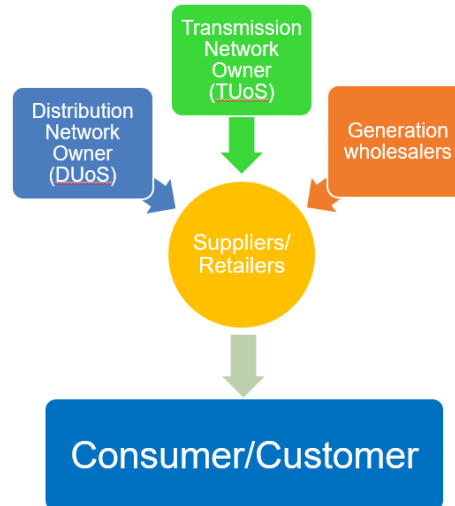 Transmission
Network
Owner
(TUoS)
Distribution
Network
Owner
(DUoS)
Generation
wholesalers
Suppliers/
Retailers
Consumer/Customer